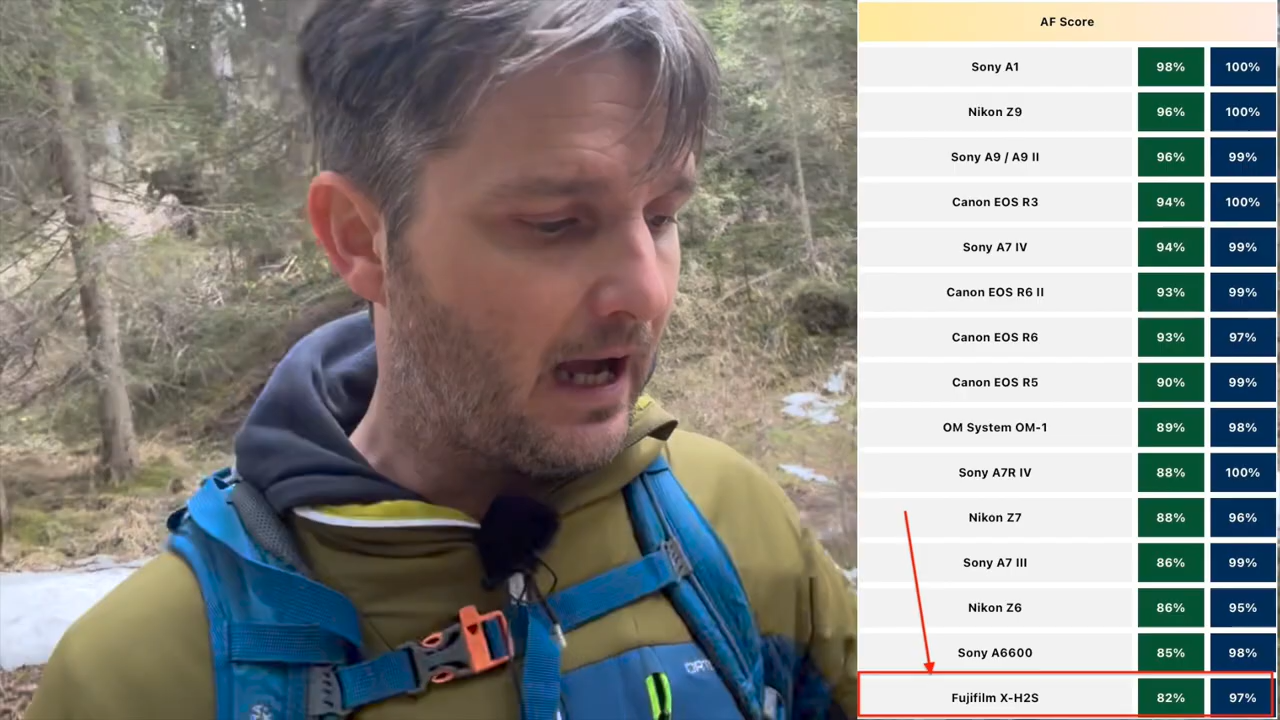 AF Score
Sony A1 98% 100%
Nikon Z9 96% 100%
Sony A9 / A9 II 96% 99%
Canon EOS R3 94% 100%
Sony A7 IV 94% 99%
Canon EOS R6 II 93% 99%
Canon EOS R6 93% 97%
Canon EOS R5 90% 99%
OM System OM-1 89% 98%
Sony A7R IV 88% 100%
Nikon Z7 88% 96%
Sony A7 III 86% 99%
Nikon Z6 86% 95%
Sony A6600 85% 98%
Fujifilm X-H2S 82% 97%